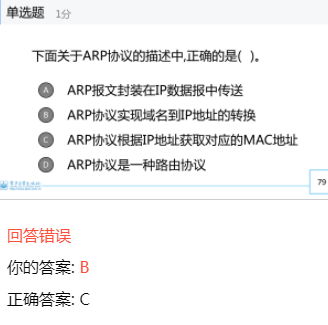 单选题 1分
下面关于ARP协议的描述中,正确的是( )。
A ARP报文封装在IP数据报中传送
B ARP协议实现域名到IP地址的转换
C ARP协议根据IP地址获取对应的MAC地址
D ARP协议是一种路由协议
79
回答错误
你的答案: B
正确答案: C